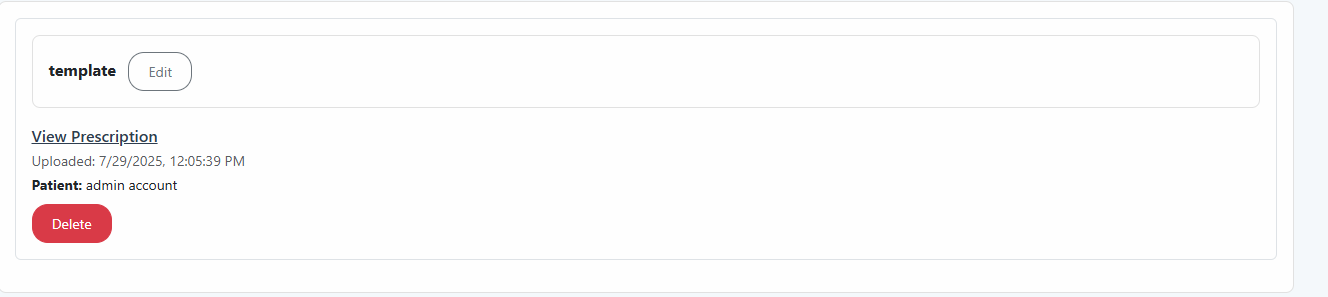 template Edit
View Prescription
Uploaded: 7/29/2025, 12:05:39 PM
Patient: admin account
Delete